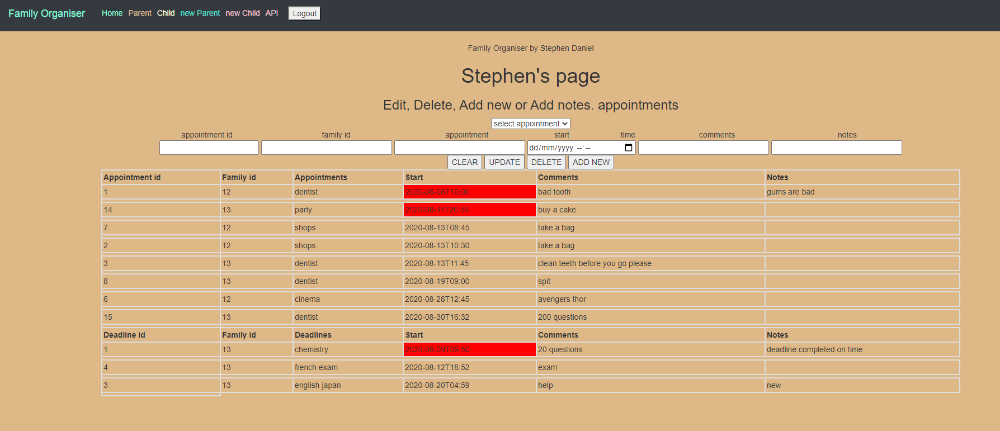 parent
Family Organiser Home Parent Child new Parent new Child API Logout
Family Organiser by Stephen Daniel
Stephen's page
Edit, Delete, Add new or Add notes. appointments
select appointment
appointment id family id appointment start time comments notes
dd/mm/yyyy --:--
CLEAR UPDATE DELETE ADD NEW
Appointment id Family id Appointments Start Comments Notes
1 12 dentist 2020-08-08T10:00 bad tooth gums are bad
14 13 party 2020-08-11T20:56 buy a cake
7 12 shops 2020-08-13T08:45 take a bag
2 12 shops 2020-08-13T10:30 take a bag
3 13 dentist 2020-08-13T11:45 clean teeth before you go please
8 13 dentist 2020-08-19T09:00 spit
6 12 cinema 2020-08-28T12:45 avengers thor
15 13 dentist 2020-08-30T16:32 200 questions
Deadline id Family id Deadlines Start Comments Notes
1 13 chemistry 2020-08-09T09:50 20 questions deadline completed on time
4 13 french exam 2020-08-12T18:52 exam
3 13 english japan 2020-08-20T04:59 help new